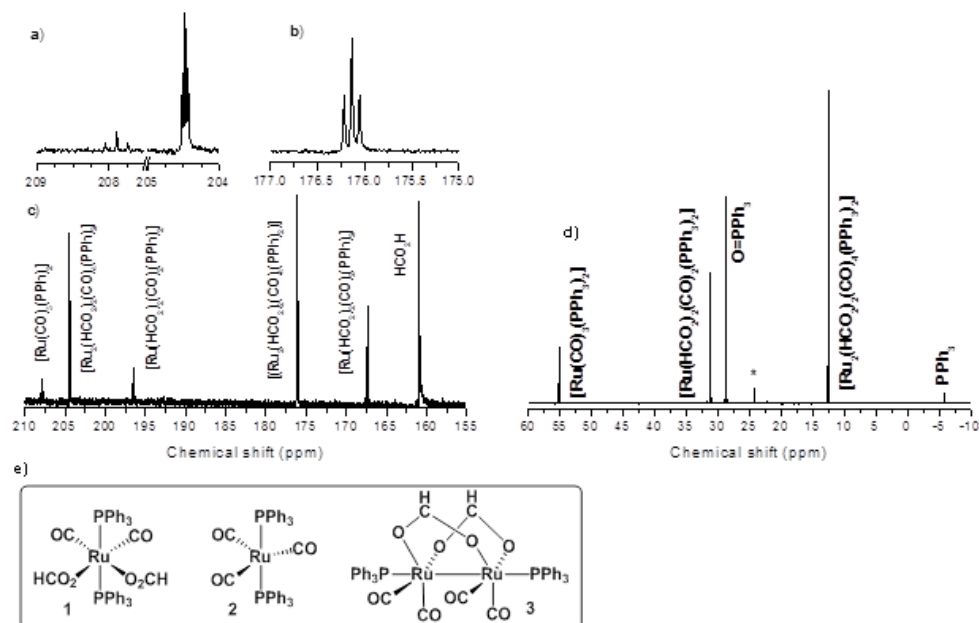 a)
b)
209 208 205 204
177.0 176.5 176.0 175.5 175.0
c)
[Ru(CO)₃(PPh₃)₂]
[Ru₂(HCO₂)₂(CO)₄(PPh₃)₂]
[Ru(HCO₂)₂(CO)₂(PPh₃)₂]
[(Ru₂(HCO₂)₂(CO)₄(PPh₃)₂)]
[Ru(HCO₂)₂(CO)₂(PPh₃)₂]
HCO₂H
210 205 200 195 190 185 180 175 170 165 160 155
Chemical shift (ppm)
d)
[Ru(CO)₃(PPh₃)₂]
[Ru(HCO₂)₂(CO)₂(PPh₃)₂]
O=PPh₃
*
[Ru₂(HCO₂)₂(CO)₄(PPh₃)₂]
PPh₃
60 55 50 45 40 35 30 25 20 15 10 5 0 -5 -10
Chemical shift (ppm)
e)
PPh₃
OC CO
Ru
HCO₂ O₂CH
PPh₃
1
PPh₃
OC
Ru CO
OC
PPh₃
2
H H
C C
O O O O
Ph₃P Ru Ru PPh₃
OC OC
CO CO
3